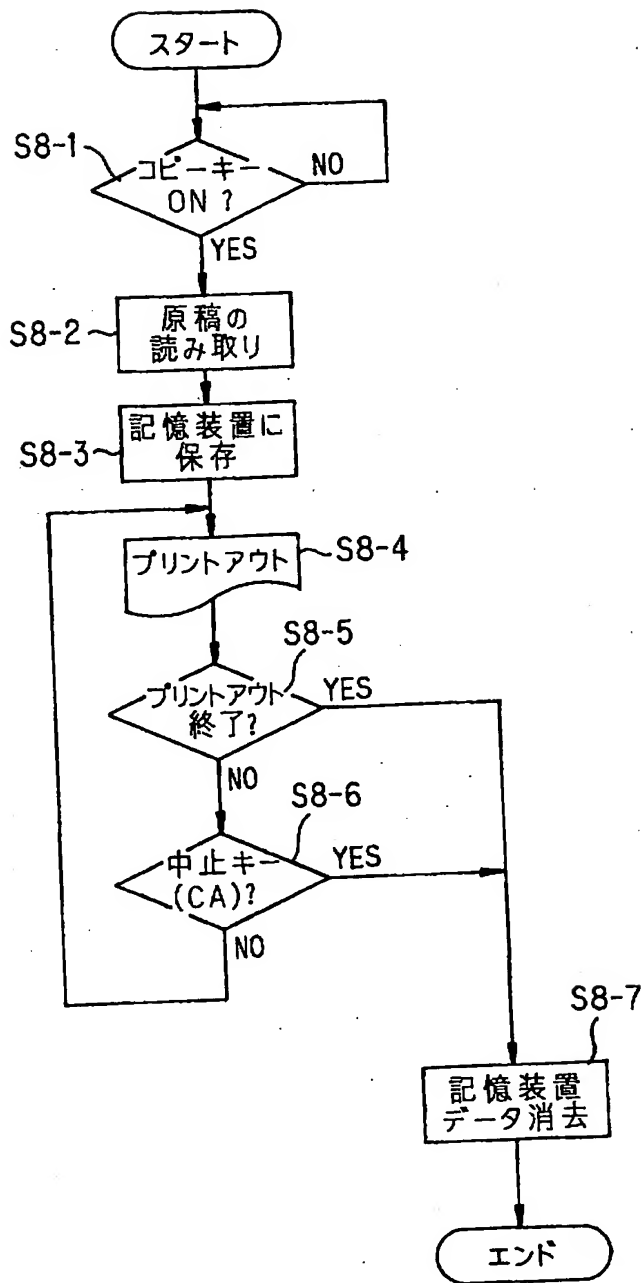 スタート
S8-1
コピーキー
ON?
NO
YES
S8-2
原稿の
読み取り
S8-3
記憶装置に
保存
プリントアウト
S8-4
S8-5
プリントアウト
終了?
YES
NO
S8-6
中止キー
(CA)?
YES
NO
S8-7
記憶装置
データ消去
エンド